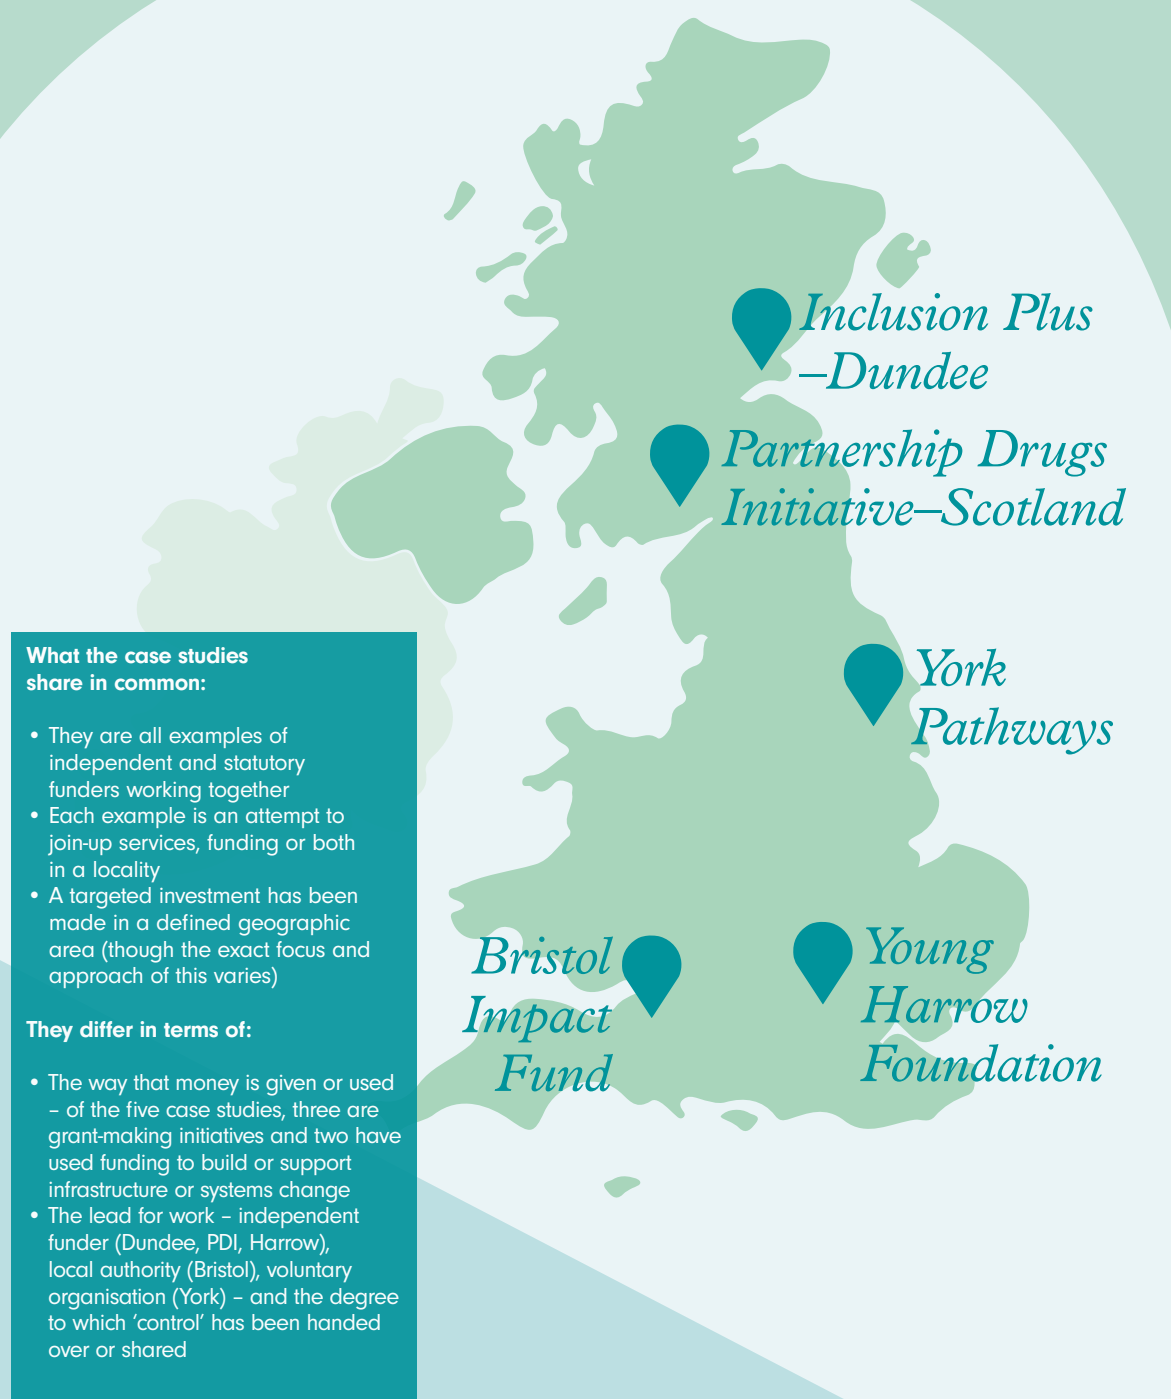 Inclusion Plus
–Dundee
Partnership Drugs
Initiative–Scotland
York
Pathways
Bristol
Impact
Fund
Young
Harrow
Foundation
What the case studies
share in common:
• They are all examples of
independent and statutory
funders working together
• Each example is an attempt to
join-up services, funding or both
in a locality
• A targeted investment has been
made in a defined geographic
area (though the exact focus and
approach of this varies)
They differ in terms of:
• The way that money is given or used
– of the five case studies, three are
grant-making initiatives and two have
used funding to build or support
infrastructure or systems change
• The lead for work – independent
funder (Dundee, PDI, Harrow),
local authority (Bristol), voluntary
organisation (York) – and the degree
to which ‘control’ has been handed
over or shared